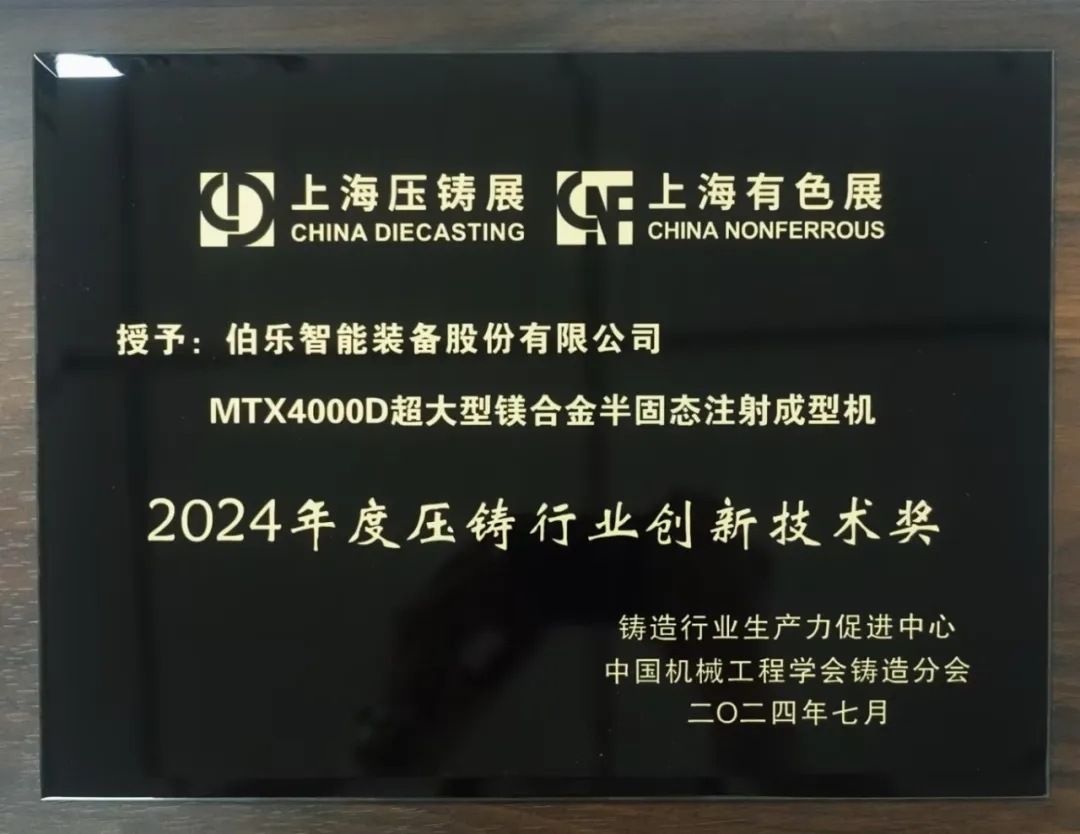 上海压铸展 上海有色展
CHINA DIECASTING CHINA NONFERROUS
授予：伯乐智能装备股份有限公司
MTX4000D超大型镁合金半固态注射成型机
2024年度压铸行业创新技术奖
铸造行业生产力促进中心
中国机械工程学会铸造分会
二〇二四年七月